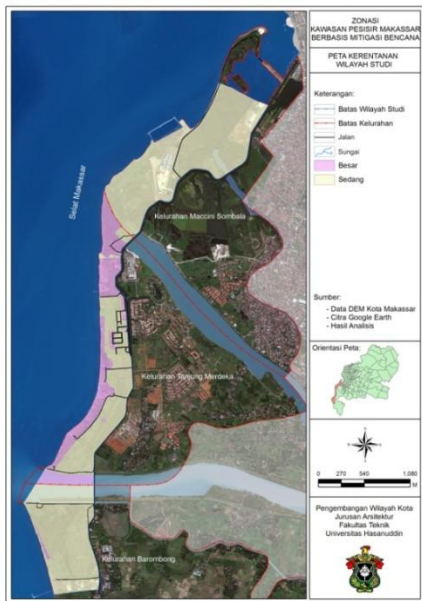 ZONASI
KAWASAN PESISIR MAKASSAR
BERBASIS MITIGASI BENCANA
PETA KERENTANAN
WILAYAH STUDI
Keterangan:
Batas Wilayah Studi
Batas Kelurahan
Jalan
Sungai
Besar
Sedang
Sumber:
- Data DEM Kota Makassar
- Citra Google Earth
- Hasil Analisis
Orientasi Peta:
0 270 540 1,080
M
Pengembangan Wilayah Kota
Jurusan Arsitektur
Fakultas Teknik
Universitas Hasanuddin
Selat Makassar
Kelurahan Maccini Sombala
Kelurahan Tanjung Merdeka
Kelurahan Barombong